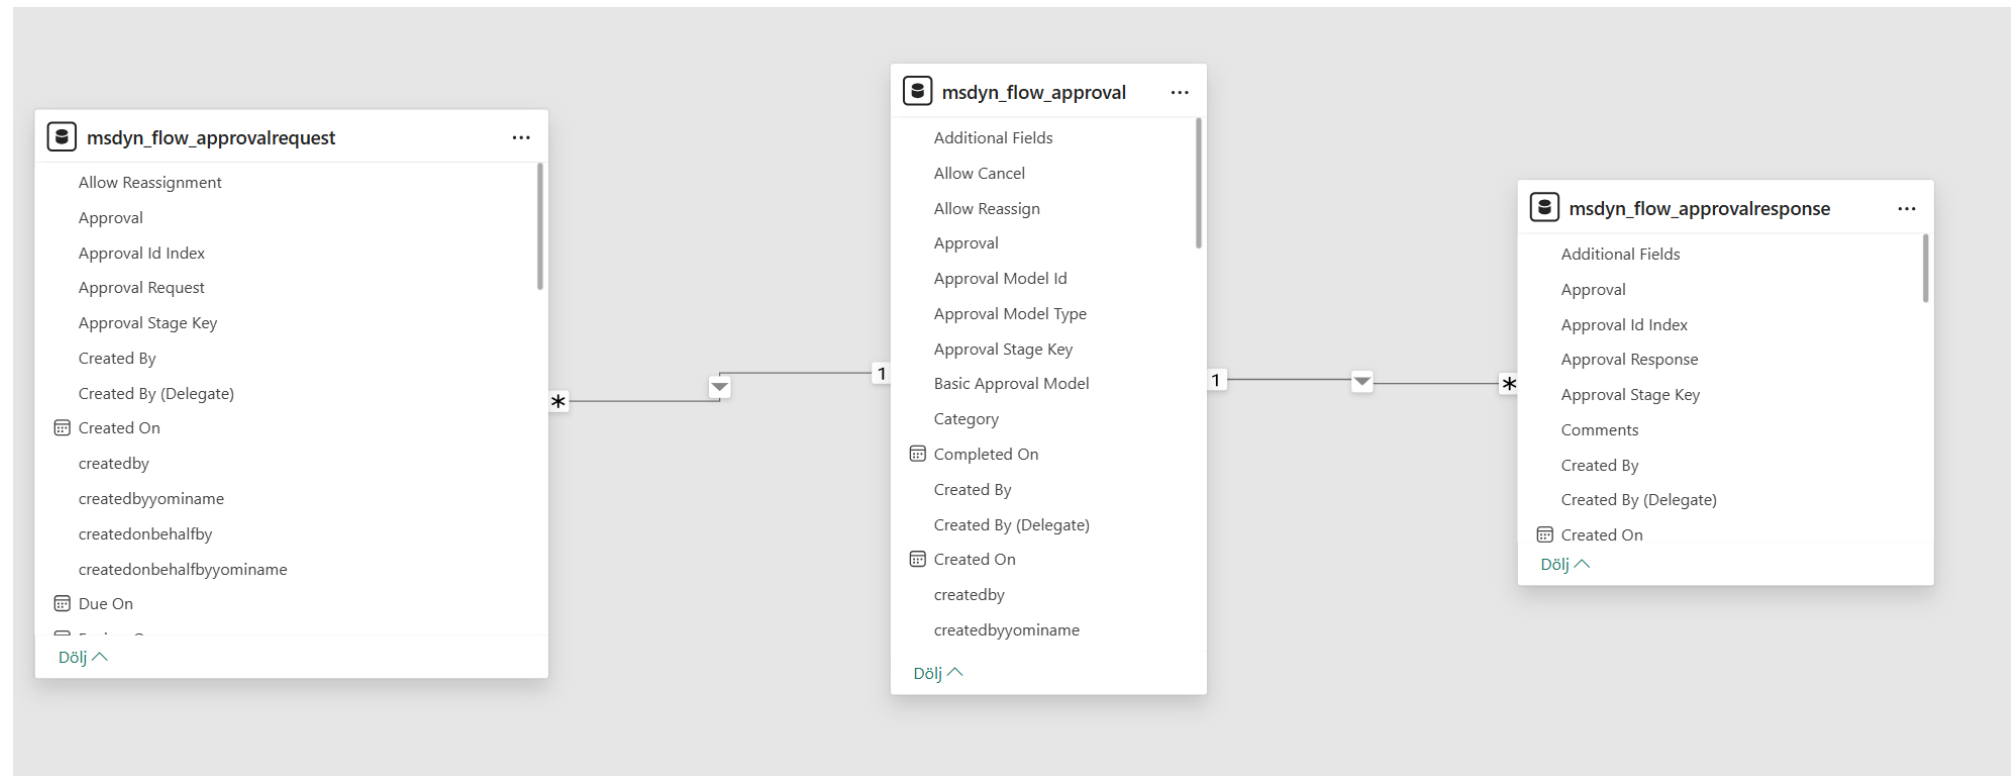 msdyn_flow_approvalrequest
Allow Reassignment
Approval
Approval Id Index
Approval Request
Approval Stage Key
Created By
Created By (Delegate)
Created On
createdby
createdbyyominame
createdonbehalfby
createdonbehalfbyyominame
Due On
Dölj
*
1
msdyn_flow_approval
Additional Fields
Allow Cancel
Allow Reassign
Approval
Approval Model Id
Approval Model Type
Approval Stage Key
Basic Approval Model
Category
Completed On
Created By
Created By (Delegate)
Created On
createdby
createdbyyominame
Dölj
1
*
msdyn_flow_approvalresponse
Additional Fields
Approval
Approval Id Index
Approval Response
Approval Stage Key
Comments
Created By
Created By (Delegate)
Created On
Dölj